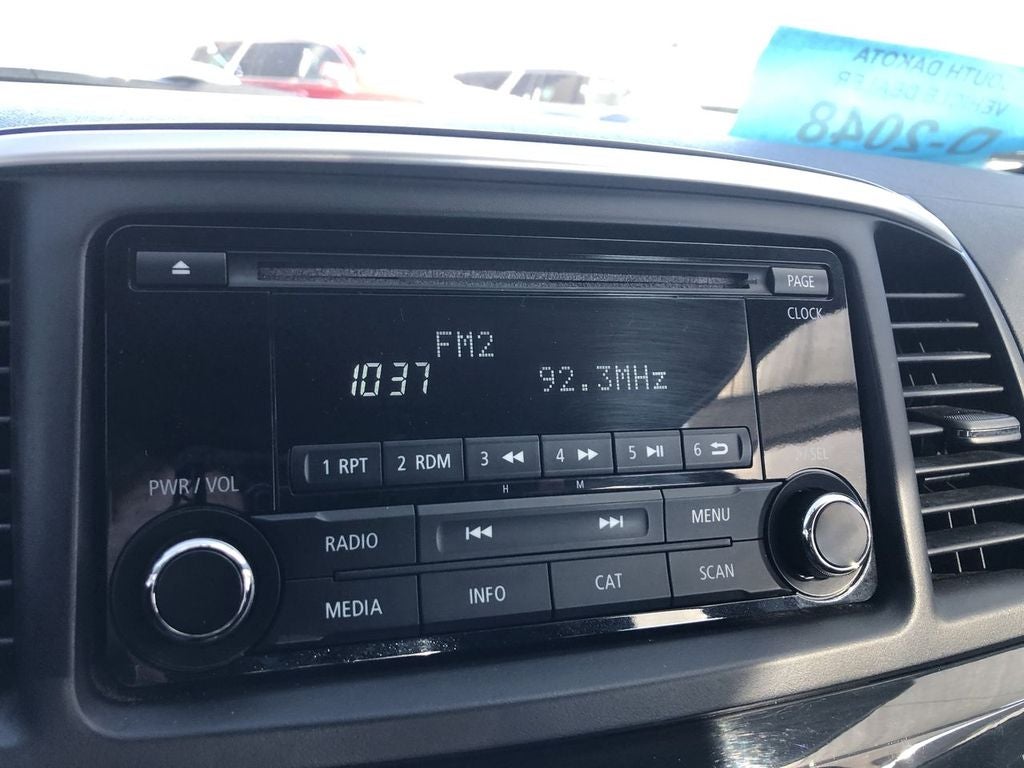 SOUTH DAKOTA
VEHICLE DEALER
D-2048
PAGE
CLOCK
FM2
1037 92.3MHz
1 RPT 2 RDM 3 4 5 6
H M
PWR / VOL
/SEL
RADIO MENU
MEDIA INFO CAT SCAN